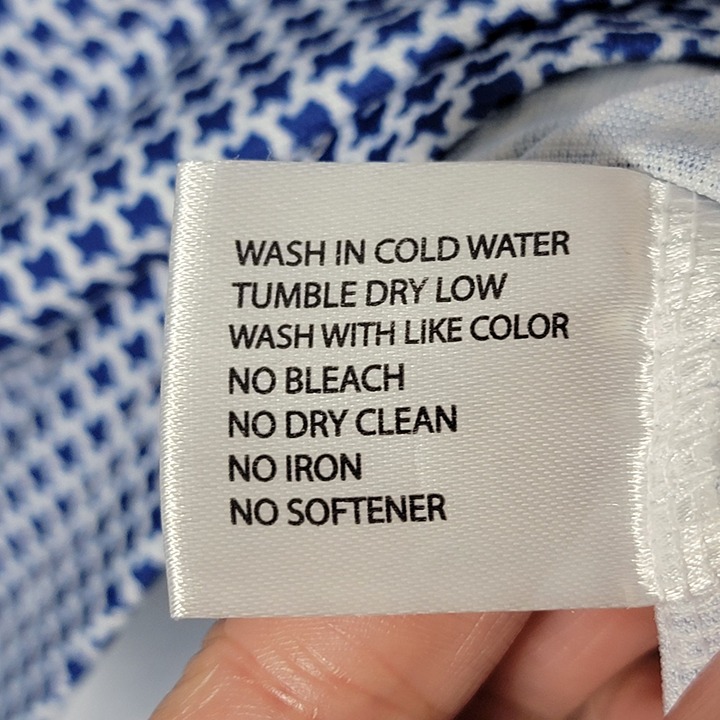 WASH IN COLD WATER
TUMBLE DRY LOW
WASH WITH LIKE COLOR
NO BLEACH
NO DRY CLEAN
NO IRON
NO SOFTENER